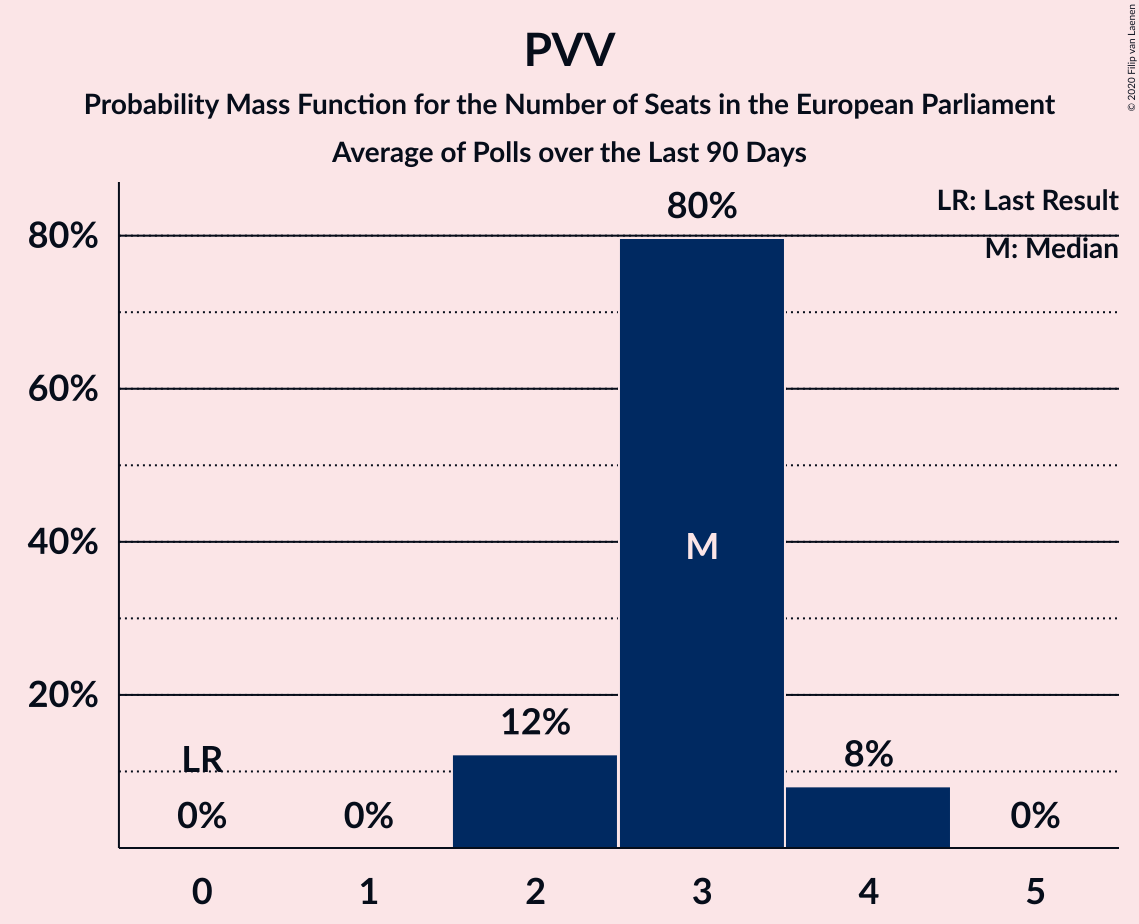 PVV
Probability Mass Function for the Number of Seats in the European Parliament
Average of Polls over the Last 90 Days
© 2020 Filip van Laenen
LR: Last Result
M: Median
80%
80%
60%
40%
M
20%
12%
8%
LR
0%
0%
0%
0
1
2
3
4
5